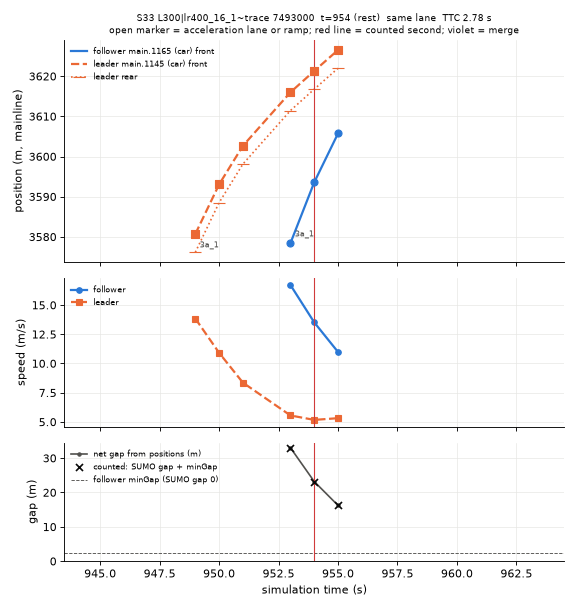 S33 L300|lr400_16_1~trace 7493000  t=954 (rest)  same lane  TTC 2.78 s
open marker = acceleration lane or ramp; red line = counted second; violet = merge
follower main.1165 (car) front
leader main.1145 (car) front
leader rear
position (m, mainline)
3620
3610
3600
3590
3580
3a_1
3a_1
follower
leader
speed (m/s)
15.0
12.5
10.0
7.5
5.0
net gap from positions (m)
counted: SUMO gap + minGap
follower minGap (SUMO gap 0)
gap (m)
30
20
10
0
945.0 947.5 950.0 952.5 955.0 957.5 960.0 962.5
simulation time (s)